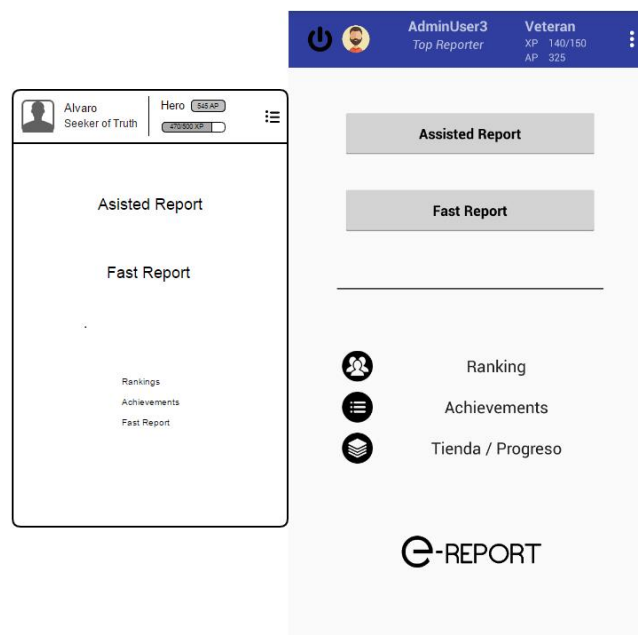 Alvaro
Seeker of Truth
Hero 545 AP
470/500 XP
Asisted Report
Fast Report
Rankings
Achievements
Fast Report
AdminUser3
Top Reporter
Veteran
XP 140/150
AP 325
Assisted Report
Fast Report
Ranking
Achievements
Tienda / Progreso
e-REPORT